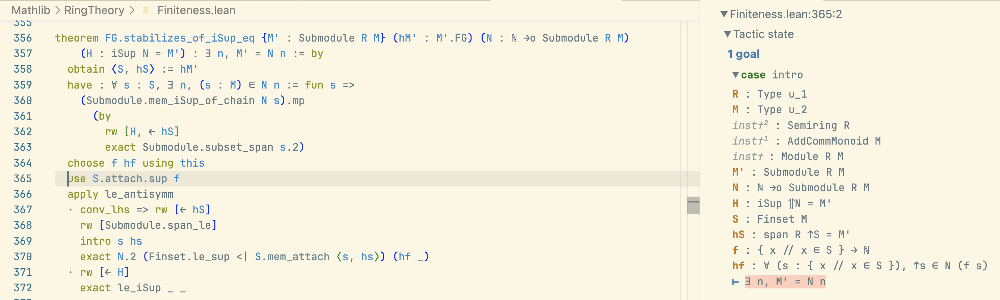 Mathlib > RingTheory > Finiteness.lean
355
356 theorem FG.stabilizes_of_iSup_eq {M' : Submodule R M} (hM' : M'.FG) (N : ℕ →o Submodule R M)
357 (H : iSup N = M') : ∃ n, M' = N n := by
358 obtain ⟨S, hS⟩ := hM'
359 have : ∀ s : S, ∃ n, (s : M) ∈ N n := fun s =>
360 (Submodule.mem_iSup_of_chain N s).mp
361 (by
362 rw [H, ← hS]
363 exact Submodule.subset_span s.2)
364 choose f hf using this
365 use S.attach.sup f
366 apply le_antisymm
367 · conv_lhs => rw [← hS]
368 rw [Submodule.span_le]
369 intro s hs
370 exact N.2 (Finset.le_sup <| S.mem_attach ⟨s, hs⟩) (hf _)
371 · rw [← H]
372 exact le_iSup _ _
▼Finiteness.lean:365:2
▼Tactic state
1 goal
▼case intro
R : Type u_1
M : Type u_2
inst✝² : Semiring R
inst✝¹ : AddCommMonoid M
inst✝ : Module R M
M' : Submodule R M
N : ℕ →o Submodule R M
H : iSup ⇑N = M'
S : Finset M
hS : span R ↑S = M'
f : { x // x ∈ S } → ℕ
hf : ∀ (s : { x // x ∈ S }), ↑s ∈ N (f s)
⊢ ∃ n, M' = N n